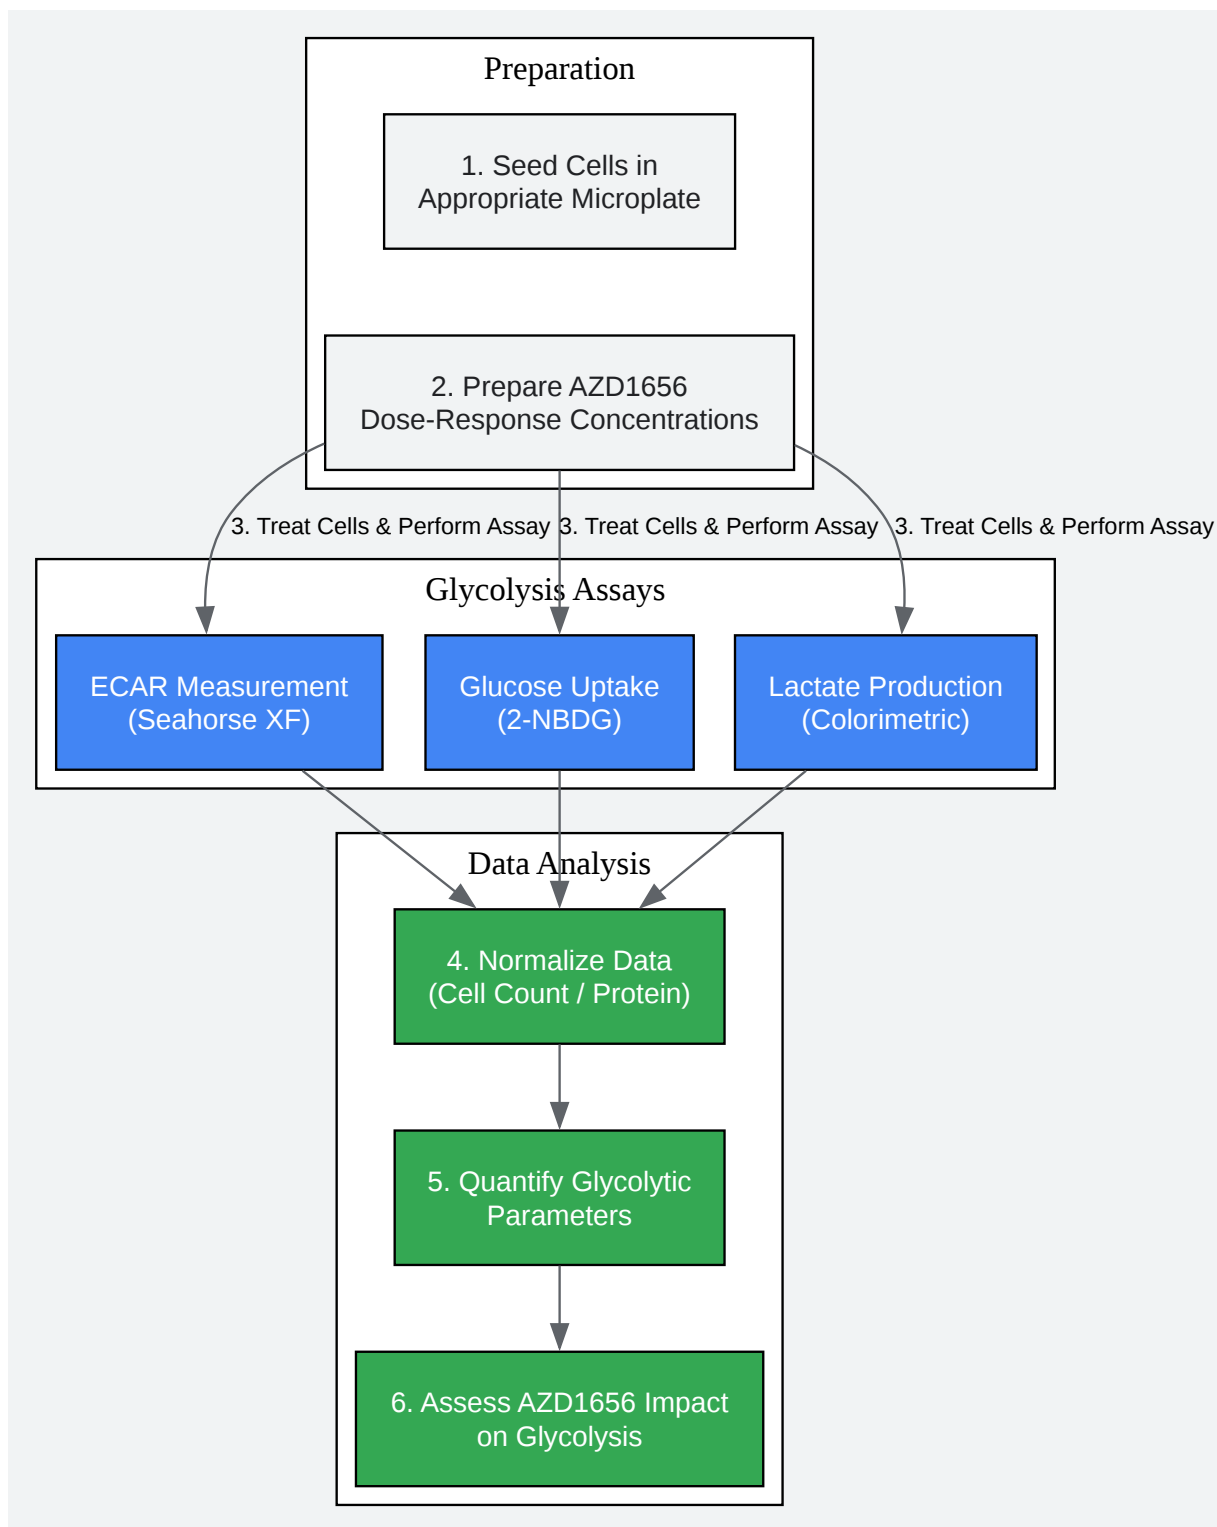 Preparation
1. Seed Cells in
Appropriate Microplate
2. Prepare AZD1656
Dose-Response Concentrations
3. Treat Cells & Perform Assay
3. Treat Cells & Perform Assay
3. Treat Cells & Perform Assay
Glycolysis Assays
ECAR Measurement
(Seahorse XF)
Glucose Uptake
(2-NBDG)
Lactate Production
(Colorimetric)
Data Analysis
4. Normalize Data
(Cell Count / Protein)
5. Quantify Glycolytic
Parameters
6. Assess AZD1656 Impact
on Glycolysis